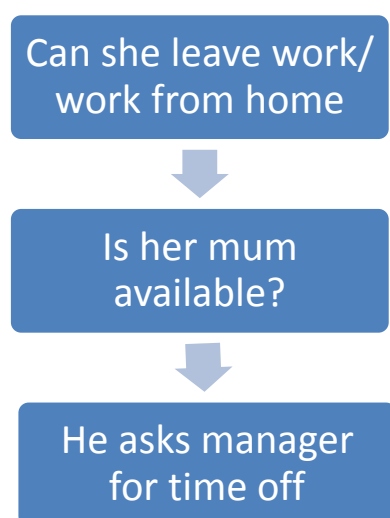 Can she leave work/
work from home
Is her mum
available?
He asks manager
for time off